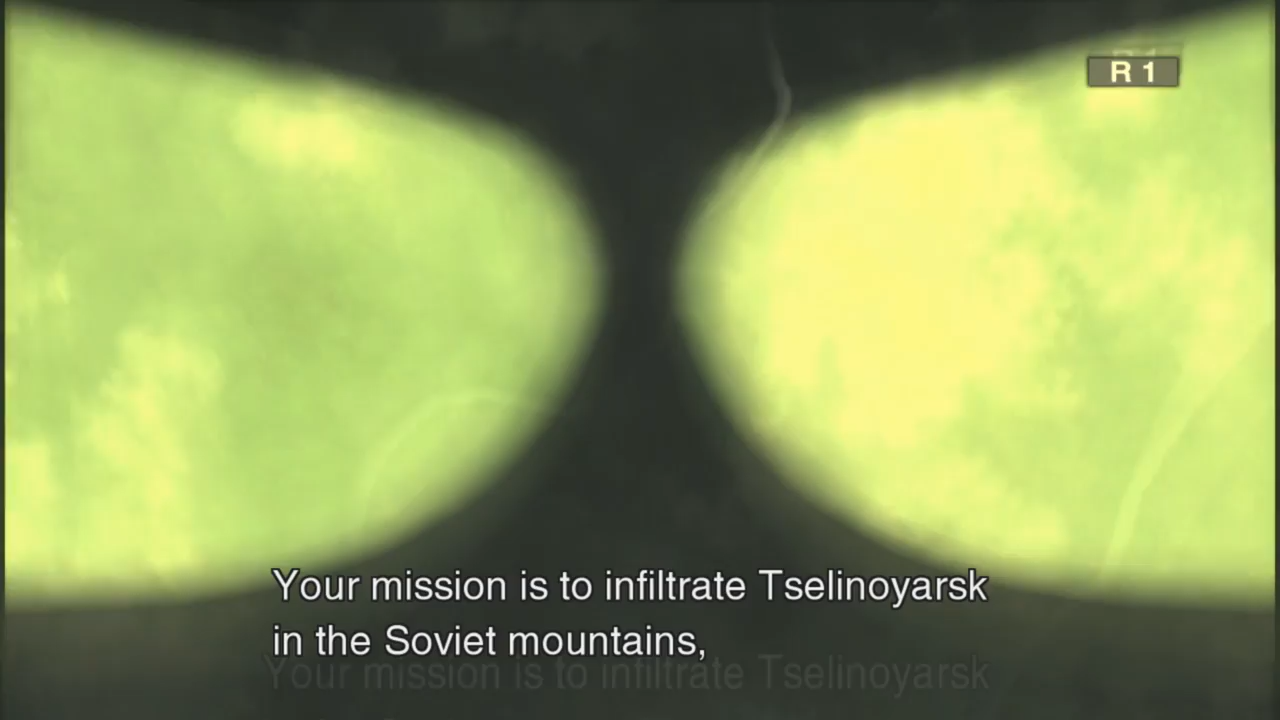 R 1
Your mission is to infiltrate Tselinoyarsk
in the Soviet mountains,
Your mission is to infiltrate Tselinoyarsk